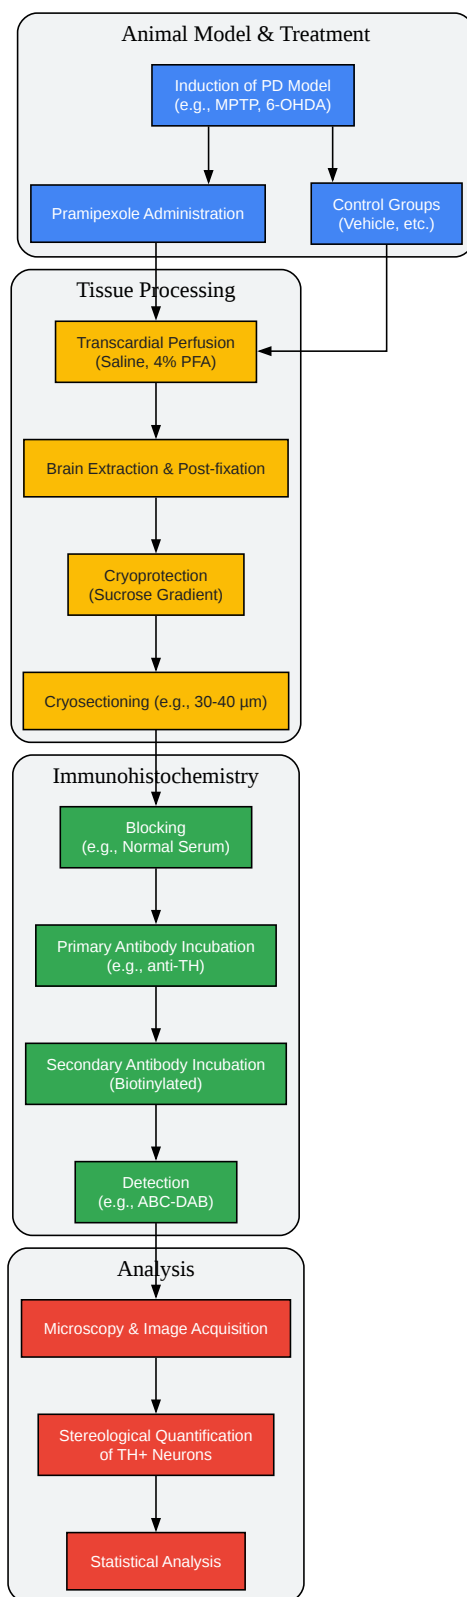 Animal Model & Treatment
Induction of PD Model
(e.g., MPTP, 6-OHDA)
Pramipexole Administration
Control Groups
(Vehicle, etc.)
Tissue Processing
Transcardial Perfusion
(Saline, 4% PFA)
Brain Extraction & Post-fixation
Cryoprotection
(Sucrose Gradient)
Cryosectioning (e.g., 30-40 µm)
Immunohistochemistry
Blocking
(e.g., Normal Serum)
Primary Antibody Incubation
(e.g., anti-TH)
Secondary Antibody Incubation
(Biotinylated)
Detection
(e.g., ABC-DAB)
Analysis
Microscopy & Image Acquisition
Stereological Quantification
of TH+ Neurons
Statistical Analysis